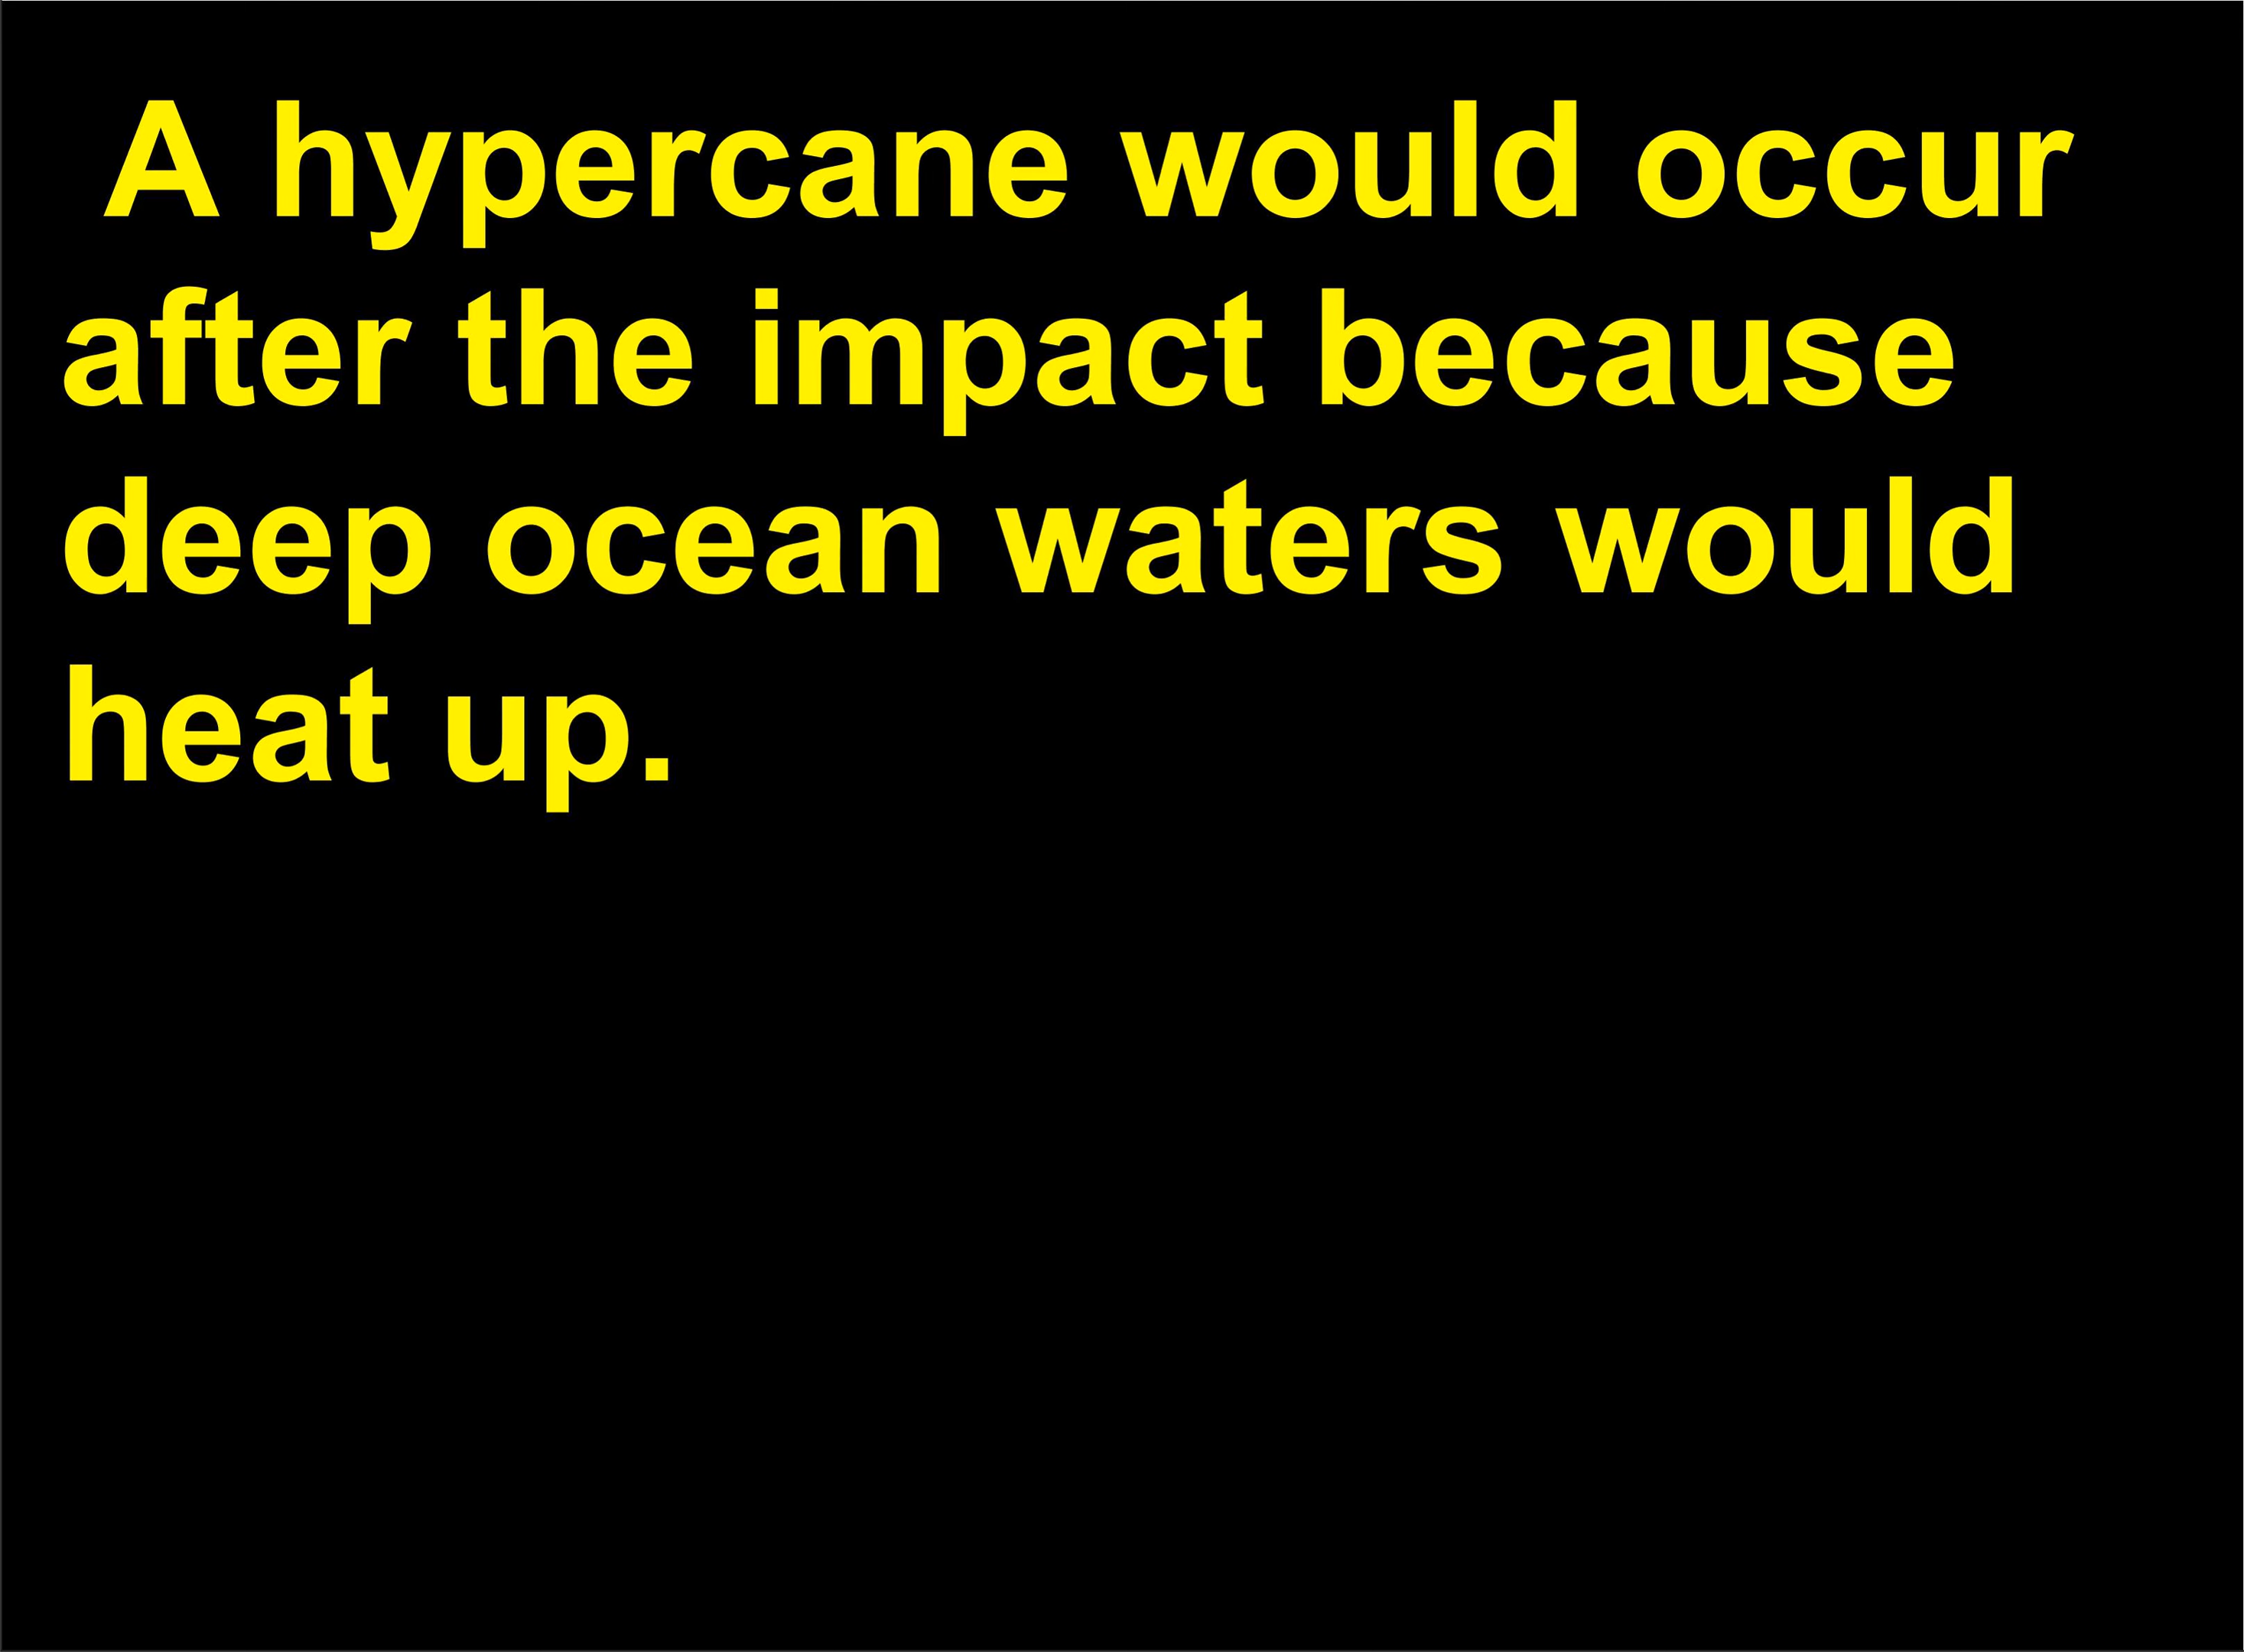 A hypercane would occur
after the impact because
deep ocean waters would
heat up.